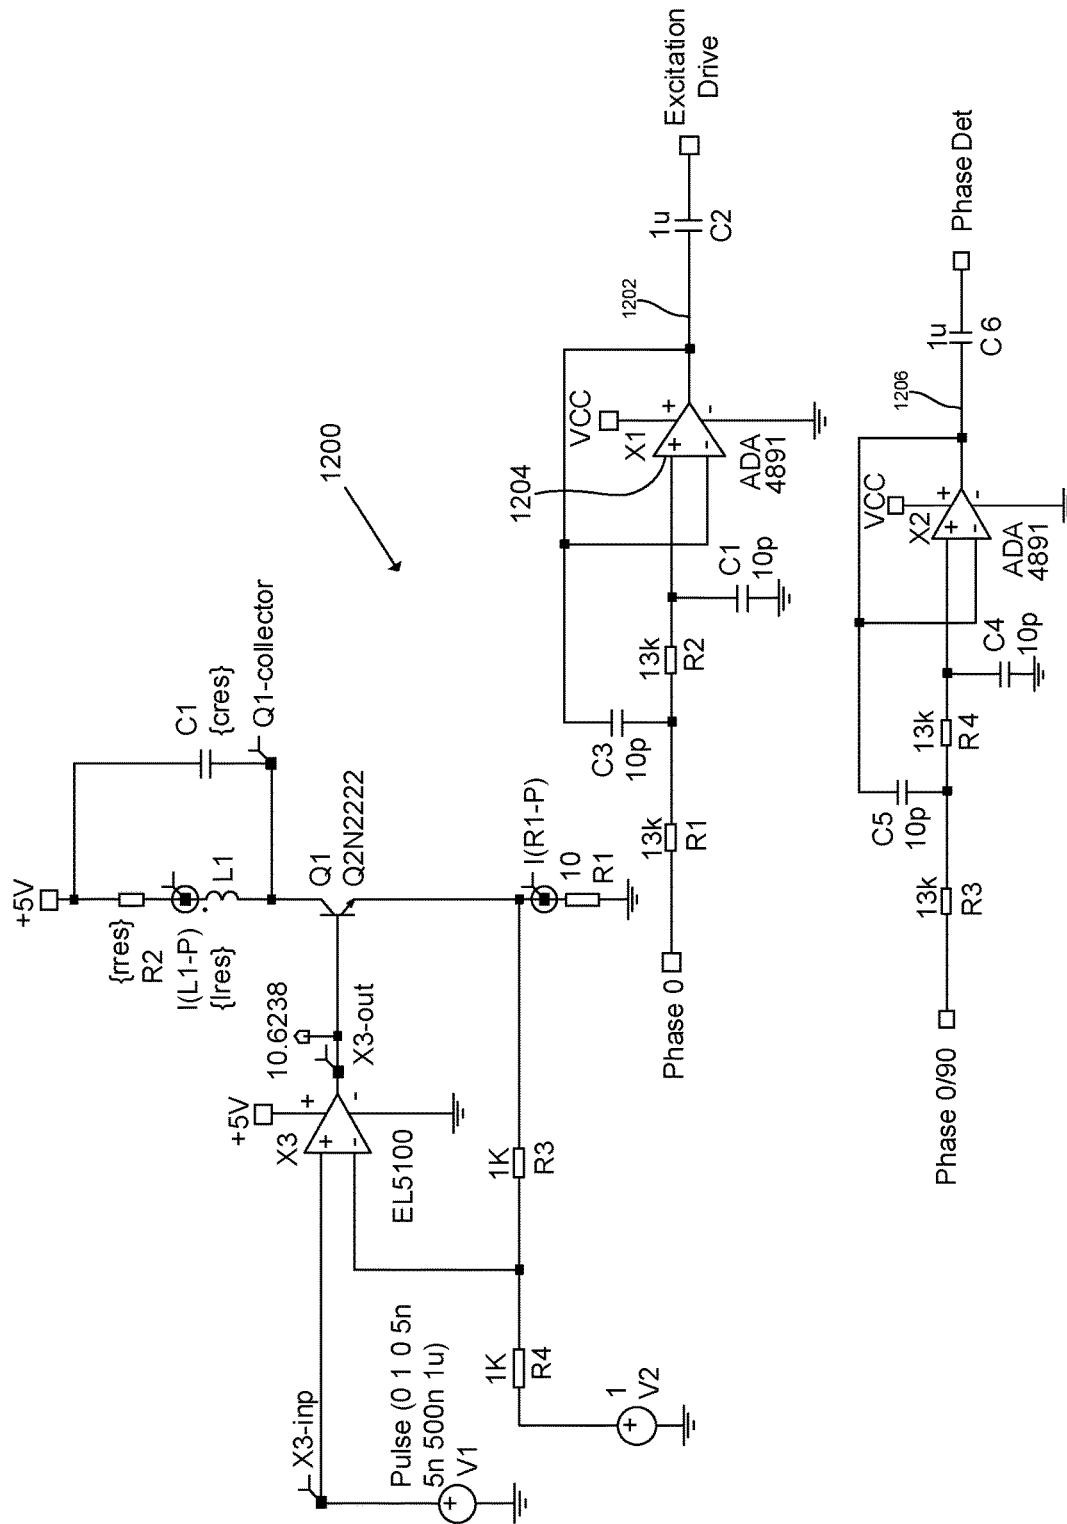 1200
+5V
{rres}
R2
I(L1-P)
{lres}
L1
C1
{cres}
Q1-collector
Q1
Q2N2222
10.6238
X3-out
+5V
X3
+
-
+
-
EL5100
X3-inp
Pulse (0 1 0 5n
5n 500n 1u)
V1
+
1K
R4
1K
R3
I(R1-P)
10
R1
1
V2
+
Phase 0
13k
R1
C3
10p
13k
R2
C1
10p
1204
VCC
X1
+
-
+
-
ADA
4891
1202
1u
C2
Excitation
Drive
Phase 0/90
13k
R3
C5
10p
13k
R4
C4
10p
VCC
X2
+
-
+
-
ADA
4891
1206
1u
C6
Phase Det